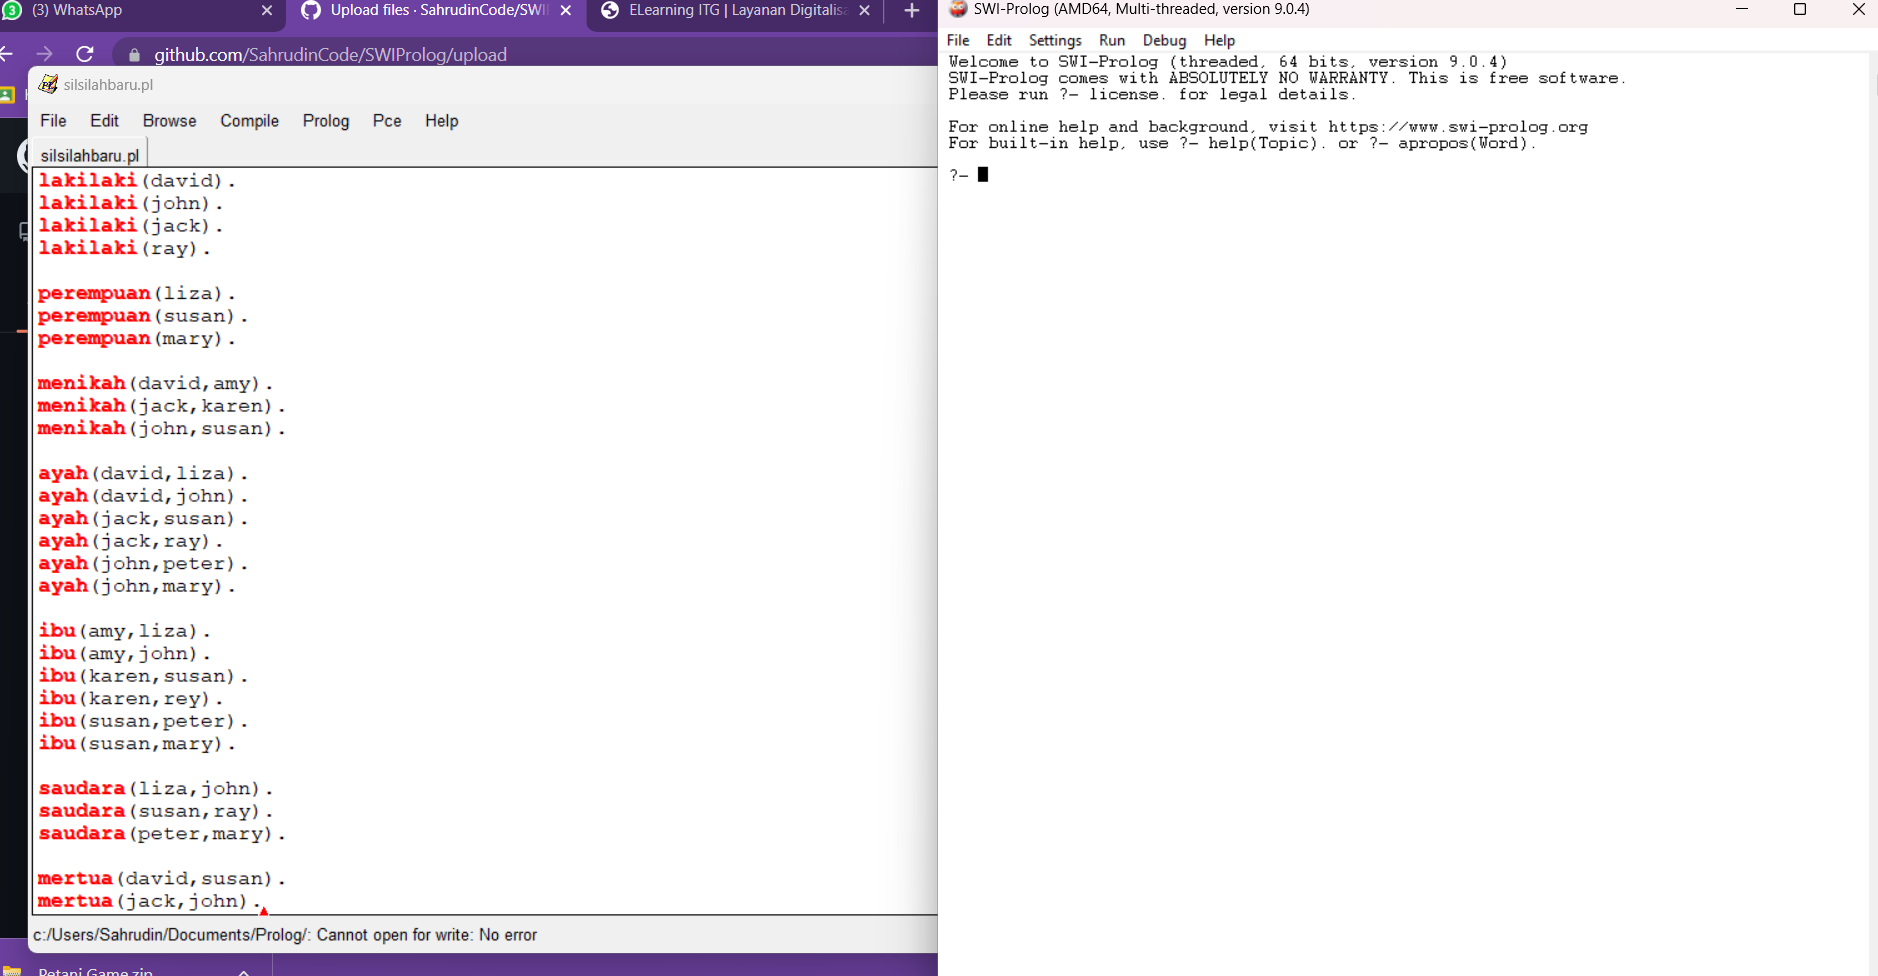 (3) WhatsApp
Upload files · SahrudinCode/SWI
ELearning ITG | Layanan Digitalisa
github.com/SahrudinCode/SWIProlog/upload
silsilahbaru.pl
File Edit Browse Compile Prolog Pce Help
silsilahbaru.pl
lakilaki(david).
lakilaki(john).
lakilaki(jack).
lakilaki(ray).
perempuan(liza).
perempuan(susan).
perempuan(mary).
menikah(david,amy).
menikah(jack,karen).
menikah(john,susan).
ayah(david,liza).
ayah(david,john).
ayah(jack,susan).
ayah(jack,ray).
ayah(john,peter).
ayah(john,mary).
ibu(amy,liza).
ibu(amy,john).
ibu(karen,susan).
ibu(karen,rey).
ibu(susan,peter).
ibu(susan,mary).
saudara(liza,john).
saudara(susan,ray).
saudara(peter,mary).
mertua(david,susan).
mertua(jack,john).
c:/Users/Sahrudin/Documents/Prolog/: Cannot open for write: No error
Petani Game.zip
SWI-Prolog (AMD64, Multi-threaded, version 9.0.4)
File Edit Settings Run Debug Help
Welcome to SWI-Prolog (threaded, 64 bits, version 9.0.4)
SWI-Prolog comes with ABSOLUTELY NO WARRANTY. This is free software.
Please run ?- license. for legal details.
For online help and background, visit https://www.swi-prolog.org
For built-in help, use ?- help(Topic). or ?- apropos(Word).
?-